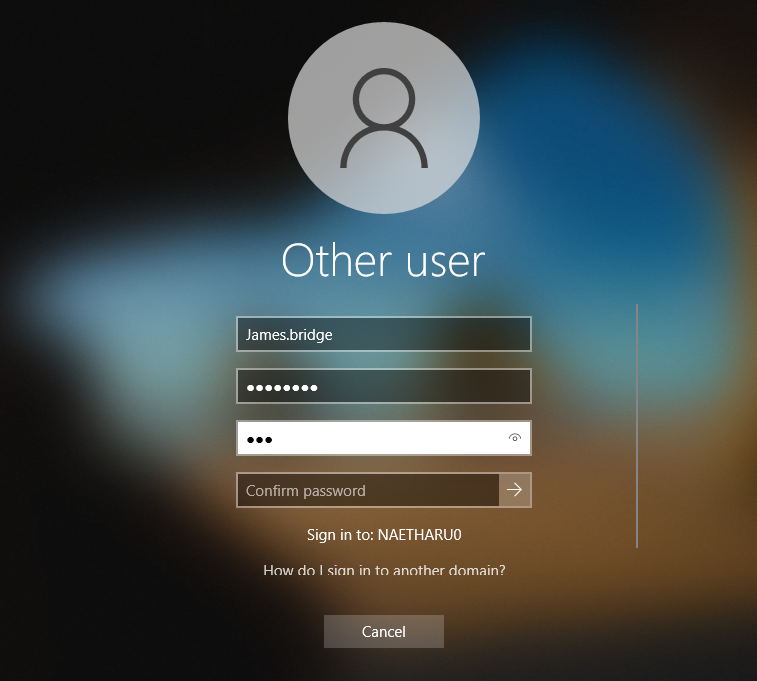 Other user
James.bridge
●●●●●●●●
●●●
Confirm password
Sign in to: NAETHARU0
How do I sign in to another domain?
Cancel